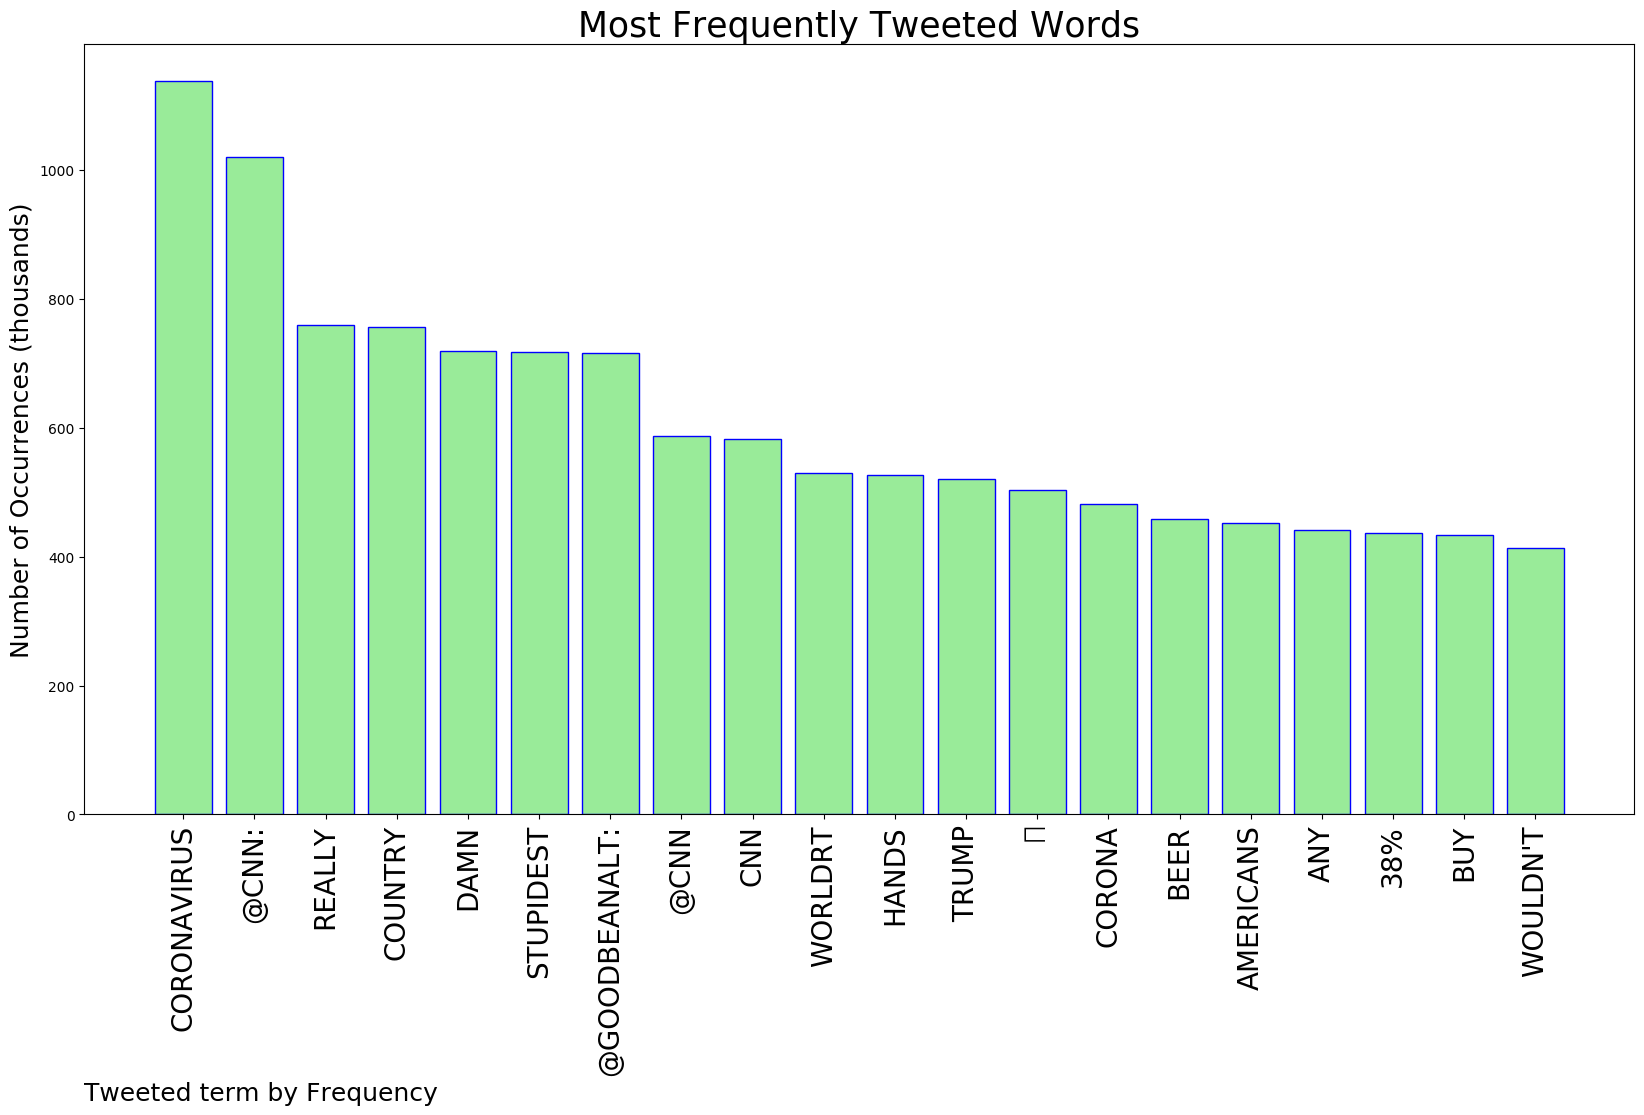 Most Frequently Tweeted Words
Number of Occurrences (thousands)
1000
800
600
400
200
0
CORONAVIRUS
@CNN:
REALLY
COUNTRY
DAMN
STUPIDEST
@GOODBEANALT:
@CNN
CNN
WORLDRT
HANDS
TRUMP
CORONA
BEER
AMERICANS
ANY
38%
BUY
WOULDN'T
Tweeted term by Frequency